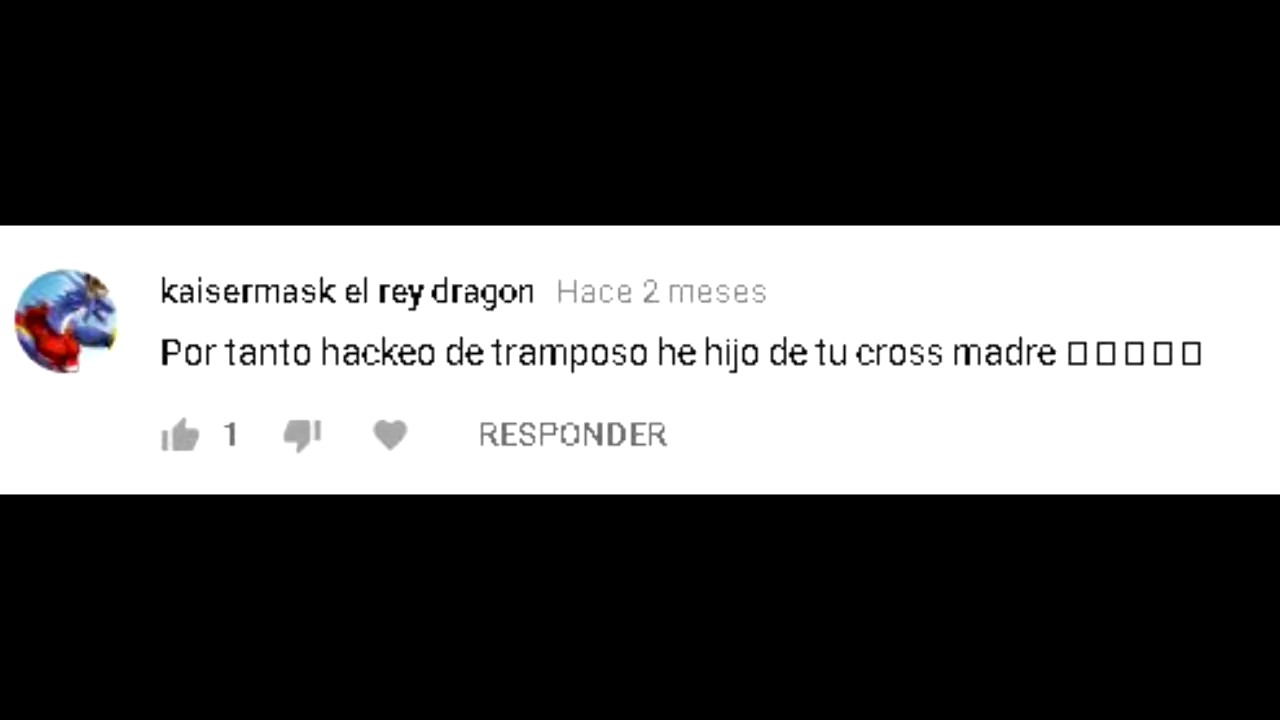 kaisermask el rey dragon Hace 2 meses
Por tanto hackeo de tramposo he hijo de tu cross madre □□□□□
1 RESPONDER